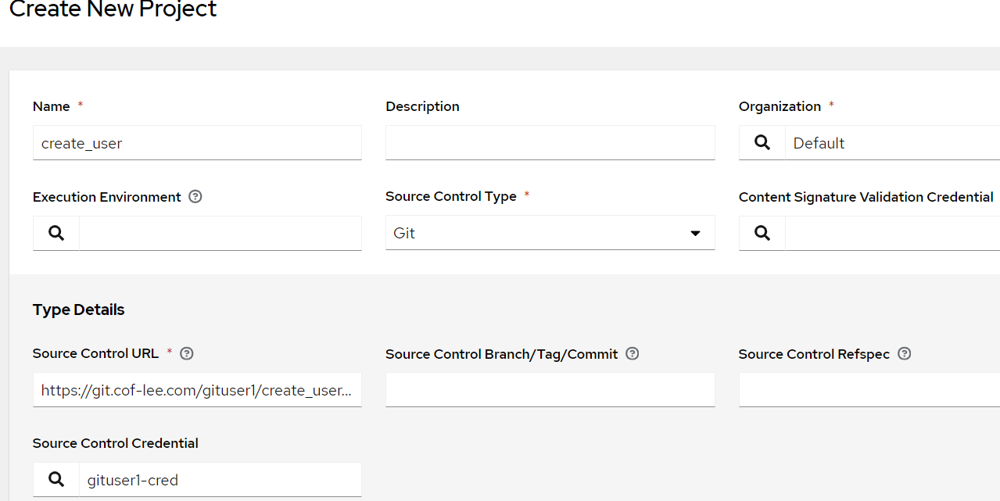 Create New Project
Name *
Description
Organization *
create_user
Default
Execution Environment ?
Source Control Type *
Content Signature Validation Credential
Git
Type Details
Source Control URL * ?
Source Control Branch/Tag/Commit ?
Source Control Refspec ?
https://git.cof-lee.com/gituser1/create_user...
Source Control Credential
gituser1-cred